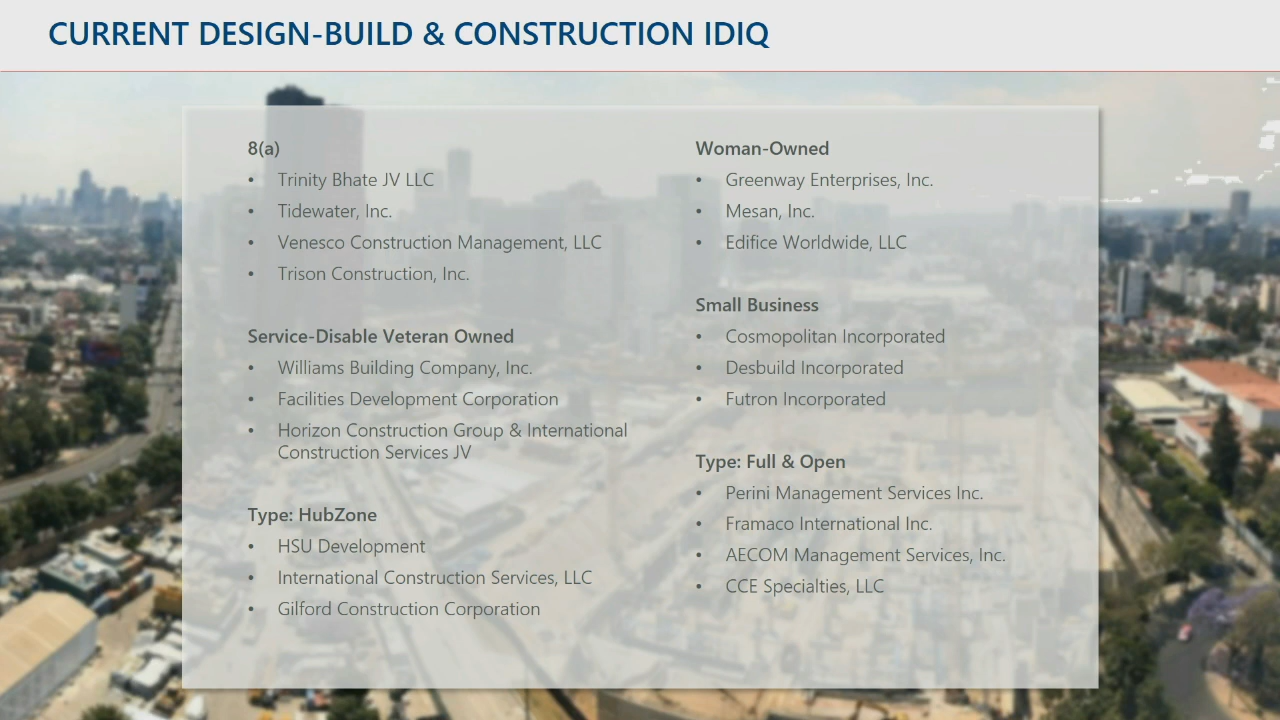 CURRENT DESIGN-BUILD & CONSTRUCTION IDIQ
8(a)
• Trinity Bhate JV LLC
• Tidewater, Inc.
• Venesco Construction Management, LLC
• Trison Construction, Inc.
Service-Disable Veteran Owned
• Williams Building Company, Inc.
• Facilities Development Corporation
• Horizon Construction Group & International
Construction Services JV
Type: HubZone
• HSU Development
• International Construction Services, LLC
• Gilford Construction Corporation
Woman-Owned
• Greenway Enterprises, Inc.
• Mesan, Inc.
• Edifice Worldwide, LLC
Small Business
• Cosmopolitan Incorporated
• Desbuild Incorporated
• Futron Incorporated
Type: Full & Open
• Perini Management Services Inc.
• Framaco International Inc.
• AECOM Management Services, Inc.
• CCE Specialties, LLC